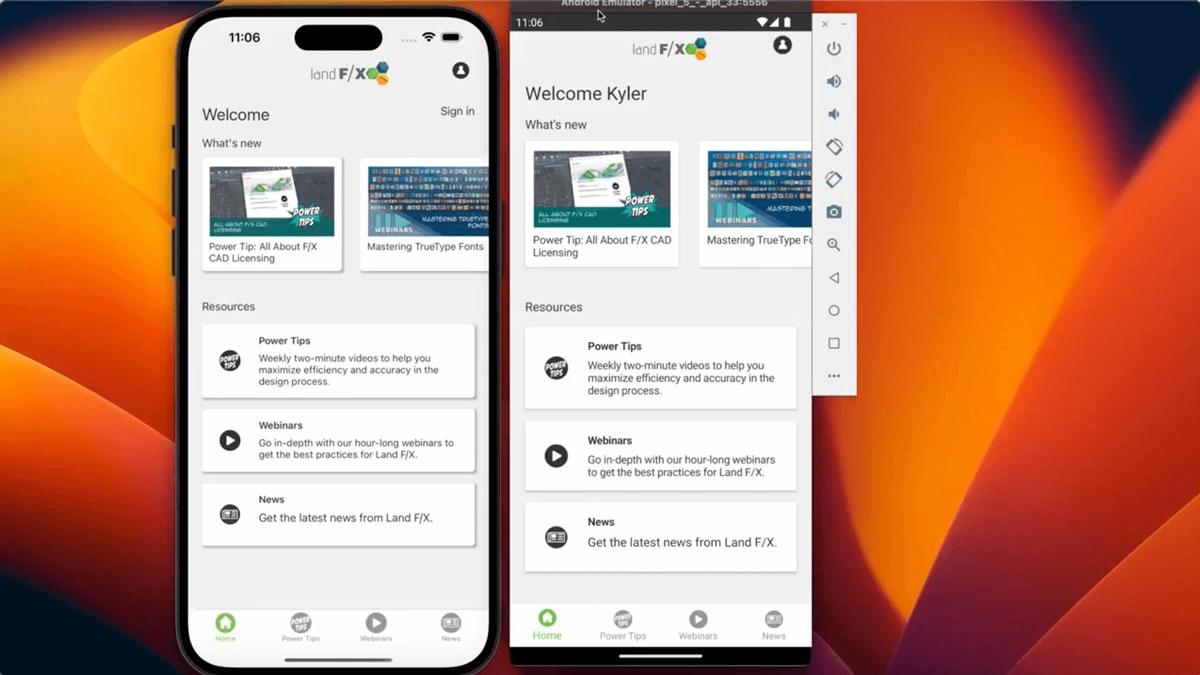 11:06
land F/X
Welcome
Sign in
What's new
POWER
TIPS
ALL ABOUT F/X CAD
LICENSING
Power Tip: All About F/X
CAD Licensing
MASTERING TRUETYPE
FONTS
WEBINARS
Mastering TrueType Fonts
Resources
POWER
TIPS
Power Tips
Weekly two-minute videos to help you
maximize efficiency and accuracy in the
design process.
Webinars
Go in-depth with our hour-long webinars to
get the best practices for Land F/X.
News
Get the latest news from Land F/X.
Home
Power Tips
Webinars
News
Android Emulator - pixel_5_-_api_33:5556
11:06
land F/X
Welcome Kyler
What's new
POWER
TIPS
ALL ABOUT F/X CAD
LICENSING
Power Tip: All About F/X CAD
Licensing
MASTERING T
WEBINARS
Mastering TrueType Fo
Resources
POWER
TIPS
Power Tips
Weekly two-minute videos to help you
maximize efficiency and accuracy in the
design process.
Webinars
Go in-depth with our hour-long webinars
to get the best practices for Land F/X.
News
Get the latest news from Land F/X.
Home
Power Tips
Webinars
News